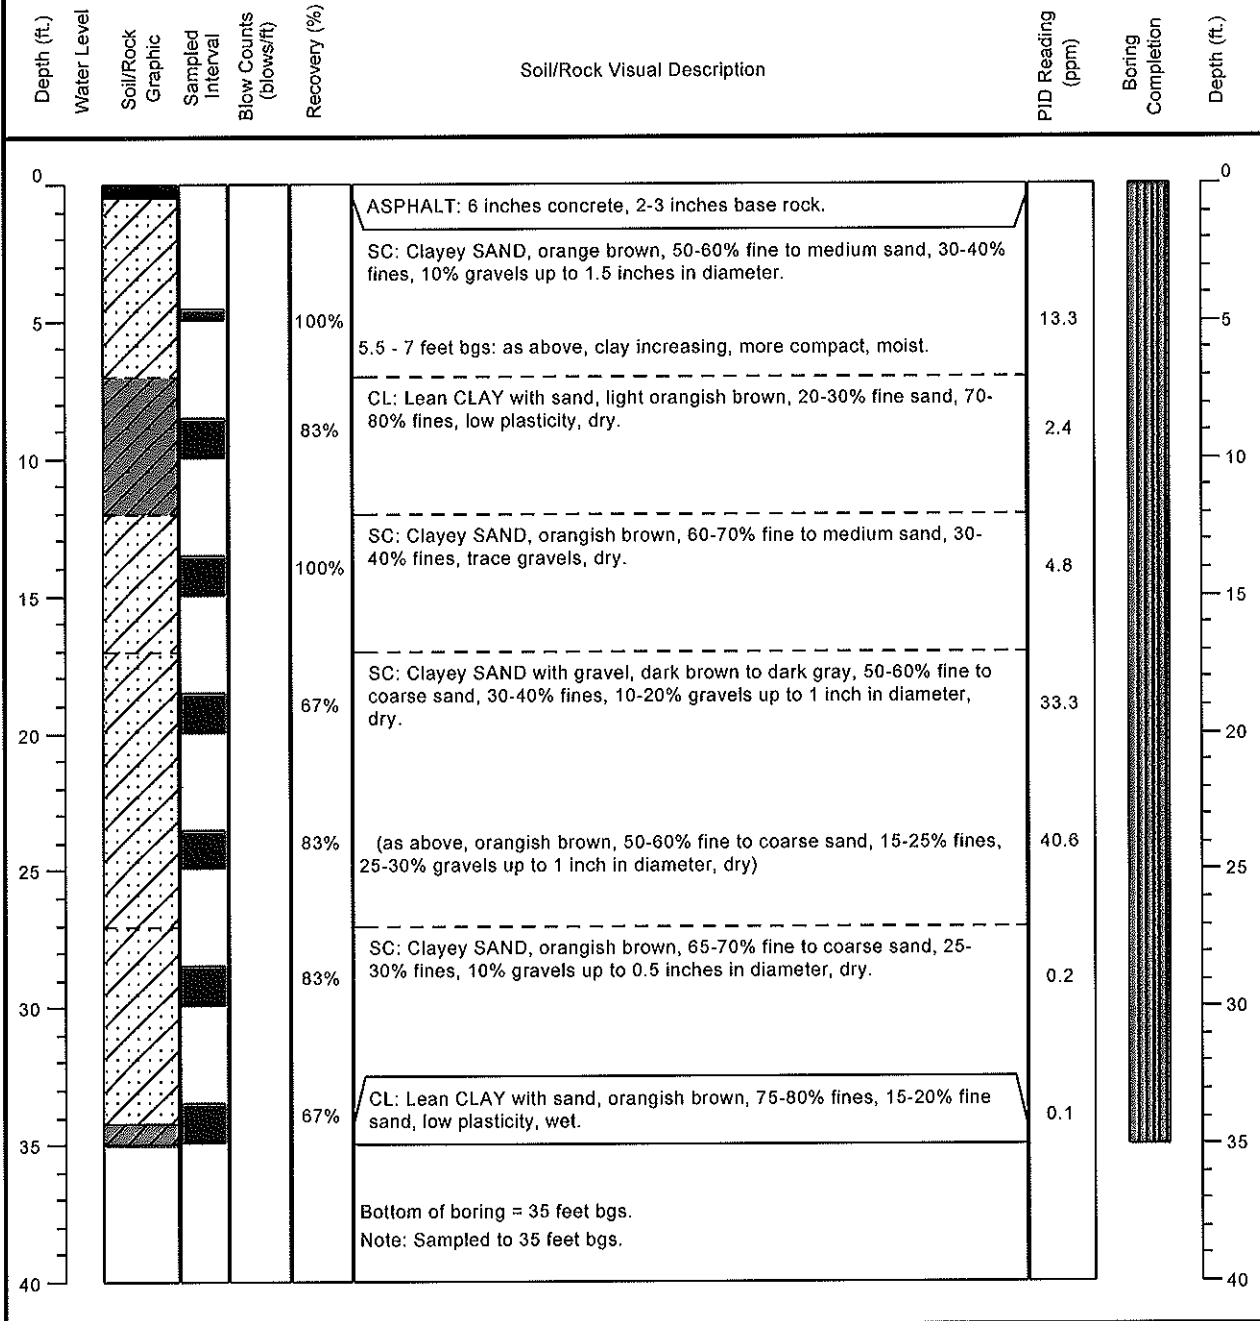 Depth (ft.)
Water Level
Soil/Rock
Graphic
Sampled
Interval
Blow Counts
(blows/ft)
Recovery (%)
Soil/Rock Visual Description
PID Reading
(ppm)
Boring
Completion
Depth (ft.)
0
0
ASPHALT: 6 inches concrete, 2-3 inches base rock.
SC: Clayey SAND, orange brown, 50-60% fine to medium sand, 30-40%
fines, 10% gravels up to 1.5 inches in diameter.
5
100%
13.3
5
5.5 - 7 feet bgs: as above, clay increasing, more compact, moist.
CL: Lean CLAY with sand, light orangish brown, 20-30% fine sand, 70-
80% fines, low plasticity, dry.
83%
2.4
10
10
SC: Clayey SAND, orangish brown, 60-70% fine to medium sand, 30-
40% fines, trace gravels, dry.
100%
4.8
15
15
SC: Clayey SAND with gravel, dark brown to dark gray, 50-60% fine to
coarse sand, 30-40% fines, 10-20% gravels up to 1 inch in diameter,
dry.
67%
33.3
20
20
83%
(as above, orangish brown, 50-60% fine to coarse sand, 15-25% fines,
25-30% gravels up to 1 inch in diameter, dry)
40.6
25
25
SC: Clayey SAND, orangish brown, 65-70% fine to coarse sand, 25-
30% fines, 10% gravels up to 0.5 inches in diameter, dry.
83%
0.2
30
30
CL: Lean CLAY with sand, orangish brown, 75-80% fines, 15-20% fine
sand, low plasticity, wet.
67%
0.1
35
35
Bottom of boring = 35 feet bgs.
Note: Sampled to 35 feet bgs.
40
40